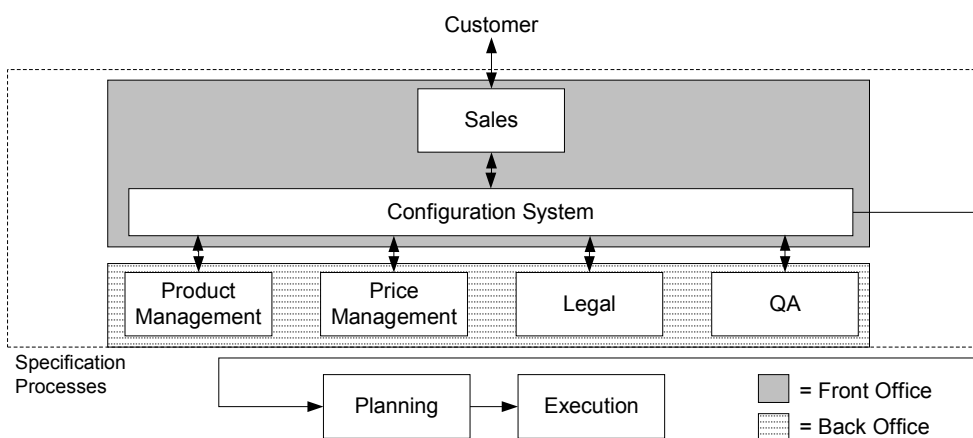 Customer
Sales
Configuration System
Product
Management
Price
Management
Legal
QA
Specification
Processes
Planning
Execution
= Front Office
= Back Office